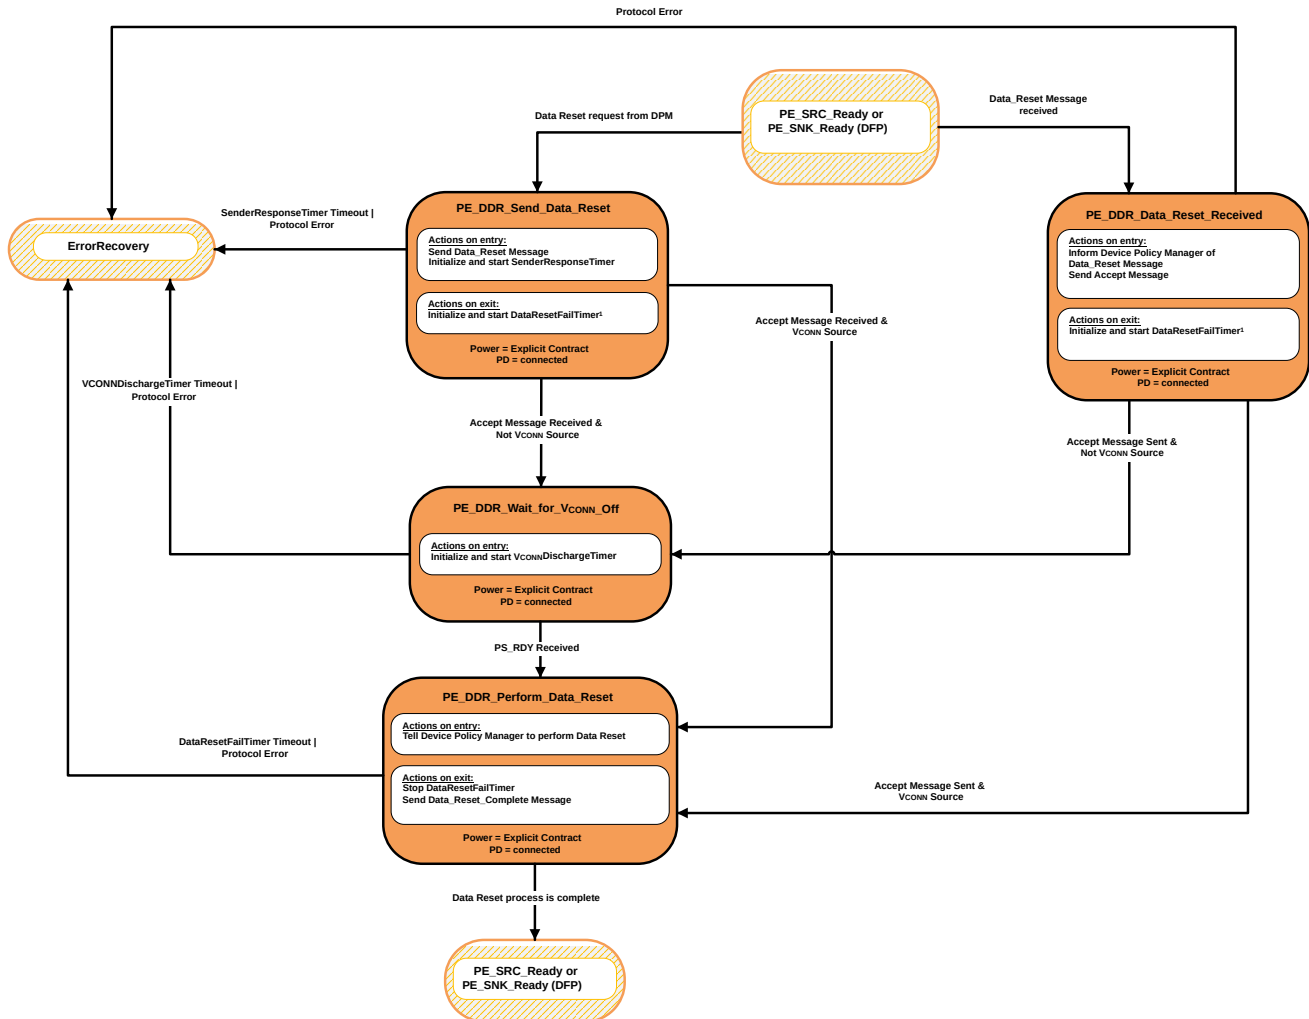 Protocol Error
PE_SRC_Ready or
PE_SNK_Ready (DFP)
Data Reset request from DPM
Data_Reset Message
received
SenderResponseTimer Timeout |
Protocol Error
ErrorRecovery
PE_DDR_Send_Data_Reset
Actions on entry:
Send Data_Reset Message
Initialize and start SenderResponseTimer
Actions on exit:
Initialize and start DataResetFailTimer¹
Power = Explicit Contract
PD = connected
PE_DDR_Data_Reset_Received
Actions on entry:
Inform Device Policy Manager of
Data_Reset Message
Send Accept Message
Actions on exit:
Initialize and start DataResetFailTimer¹
Power = Explicit Contract
PD = connected
Accept Message Received &
VCONN Source
VCONNDischargeTimer Timeout |
Protocol Error
Accept Message Received &
Not VCONN Source
Accept Message Sent &
Not VCONN Source
PE_DDR_Wait_for_VCONN_Off
Actions on entry:
Initialize and start VCONNDischargeTimer
Power = Explicit Contract
PD = connected
PS_RDY Received
PE_DDR_Perform_Data_Reset
Actions on entry:
Tell Device Policy Manager to perform Data Reset
Actions on exit:
Stop DataResetFailTimer
Send Data_Reset_Complete Message
Power = Explicit Contract
PD = connected
DataResetFailTimer Timeout |
Protocol Error
Accept Message Sent &
VCONN Source
Data Reset process is complete
PE_SRC_Ready or
PE_SNK_Ready (DFP)